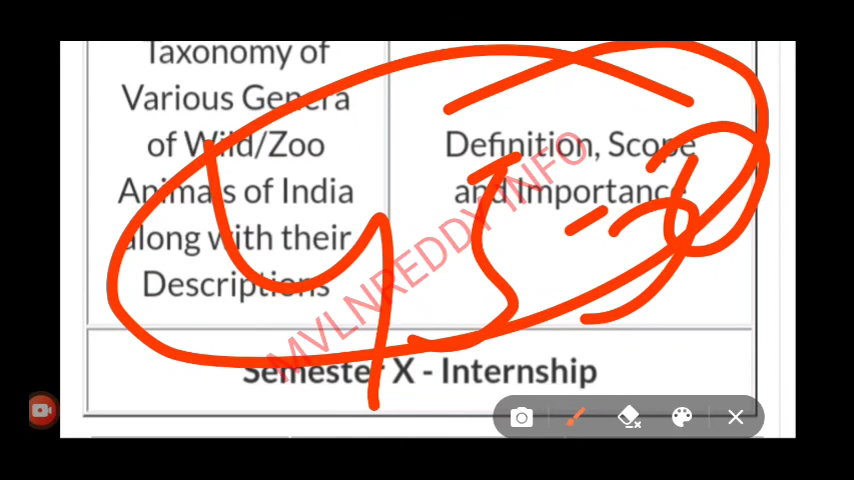 Taxonomy of
Various Genera
of Wild/Zoo
Animals of India
along with their
Descriptions
Definition, Scope
and Importance
Semester X - Internship
MVLNREDDY INFO